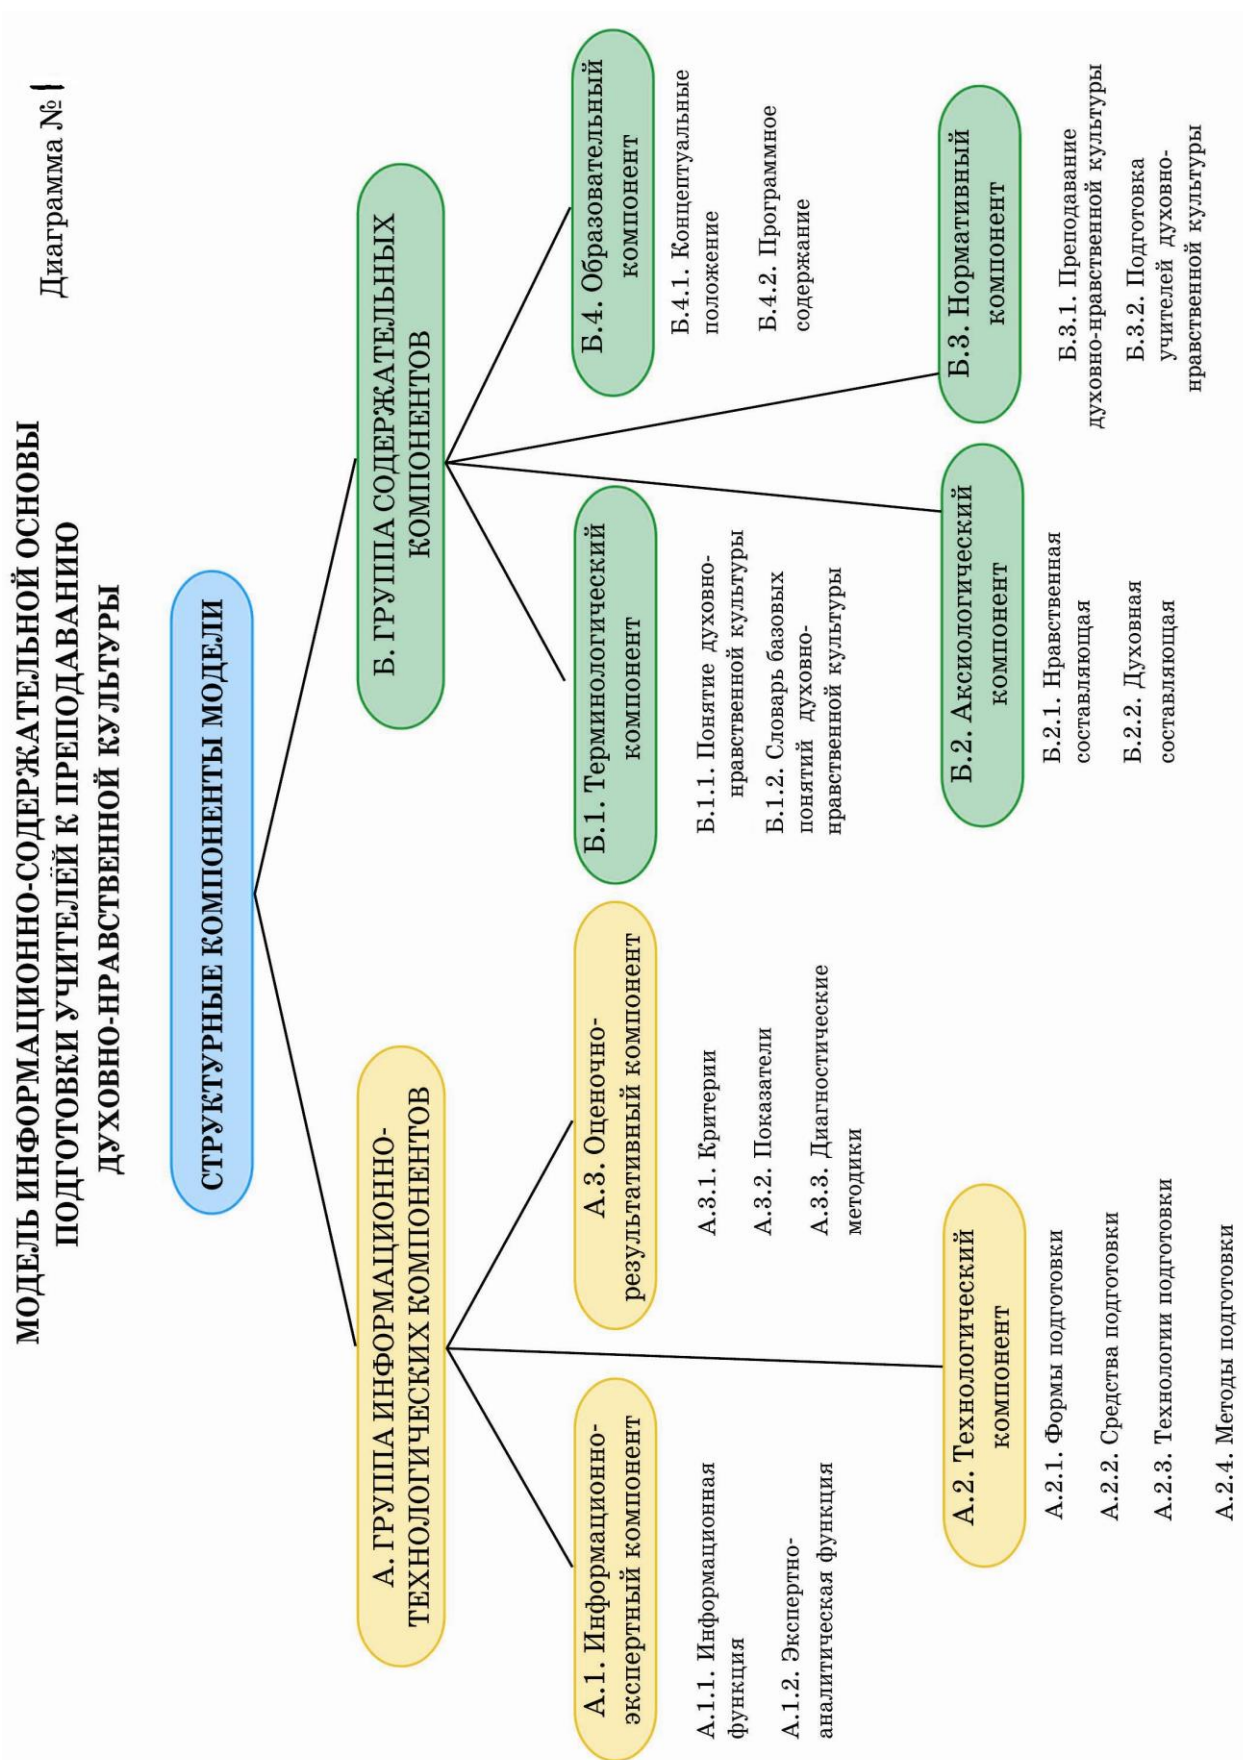 Диаграмма № 1
МОДЕЛЬ ИНФОРМАЦИОННО-СОДЕРЖАТЕЛЬНОЙ ОСНОВЫ
ПОДГОТОВКИ УЧИТЕЛЕЙ К ПРЕПОДАВАНИЮ
ДУХОВНО-НРАВСТВЕННОЙ КУЛЬТУРЫ
СТРУКТУРНЫЕ КОМПОНЕНТЫ МОДЕЛИ
А. ГРУППА ИНФОРМАЦИОННО-
ТЕХНОЛОГИЧЕСКИХ КОМПОНЕНТОВ
Б. ГРУППА СОДЕРЖАТЕЛЬНЫХ
КОМПОНЕНТОВ
А.1. Информационно-
экспертный компонент
А.1.1. Информационная
функция
А.1.2. Экспертно-
аналитическая функция
А.3. Оценочно-
результативный компонент
А.3.1. Критерии
А.3.2. Показатели
А.3.3. Диагностические
методики
Б.1. Терминологический
компонент
Б.1.1. Понятие духовно-
нравственной культуры
Б.1.2. Словарь базовых
понятий духовно-
нравственной культуры
Б.4. Образовательный
компонент
Б.4.1. Концептуальные
положение
Б.4.2. Программное
содержание
А.2. Технологический
компонент
А.2.1. Формы подготовки
А.2.2. Средства подготовки
А.2.3. Технологии подготовки
А.2.4. Методы подготовки
Б.2. Аксиологический
компонент
Б.2.1. Нравственная
составляющая
Б.2.2. Духовная
составляющая
Б.3. Нормативный
компонент
Б.3.1. Преподавание
духовно-нравственной культуры
Б.3.2. Подготовка
учителей духовно-
нравственной культуры